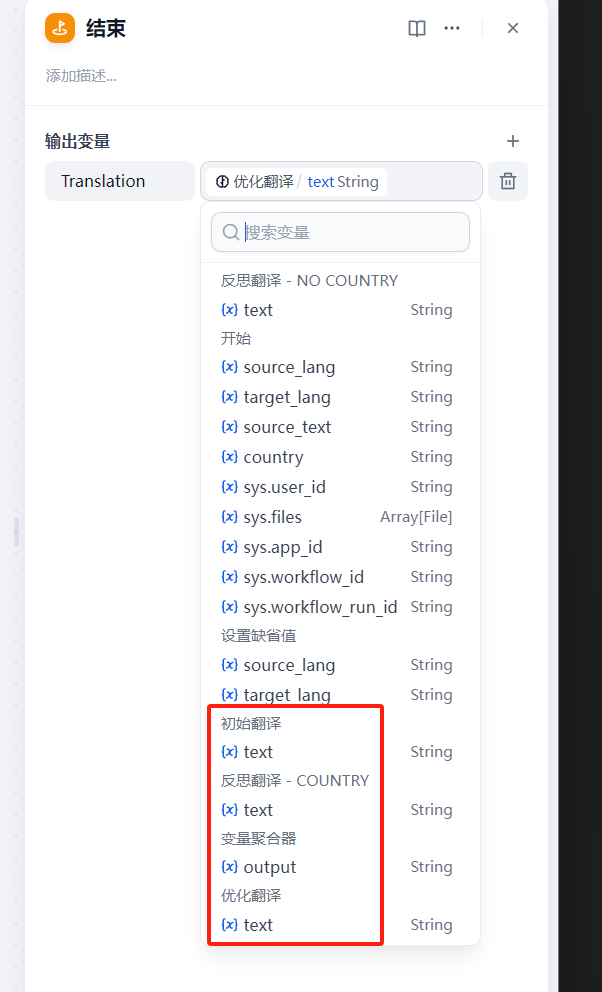 结束
添加描述...
输出变量
Translation
优化翻译 / text String
搜索变量
反思翻译 - NO COUNTRY
{x} text String
开始
{x} source_lang String
{x} target_lang String
{x} source_text String
{x} country String
{x} sys.user_id String
{x} sys.files Array[File]
{x} sys.app_id String
{x} sys.workflow_id String
{x} sys.workflow_run_id String
设置缺省值
{x} source_lang String
{x} target_lang String
初始翻译
{x} text String
反思翻译 - COUNTRY
{x} text String
变量聚合器
{x} output String
优化翻译
{x} text String